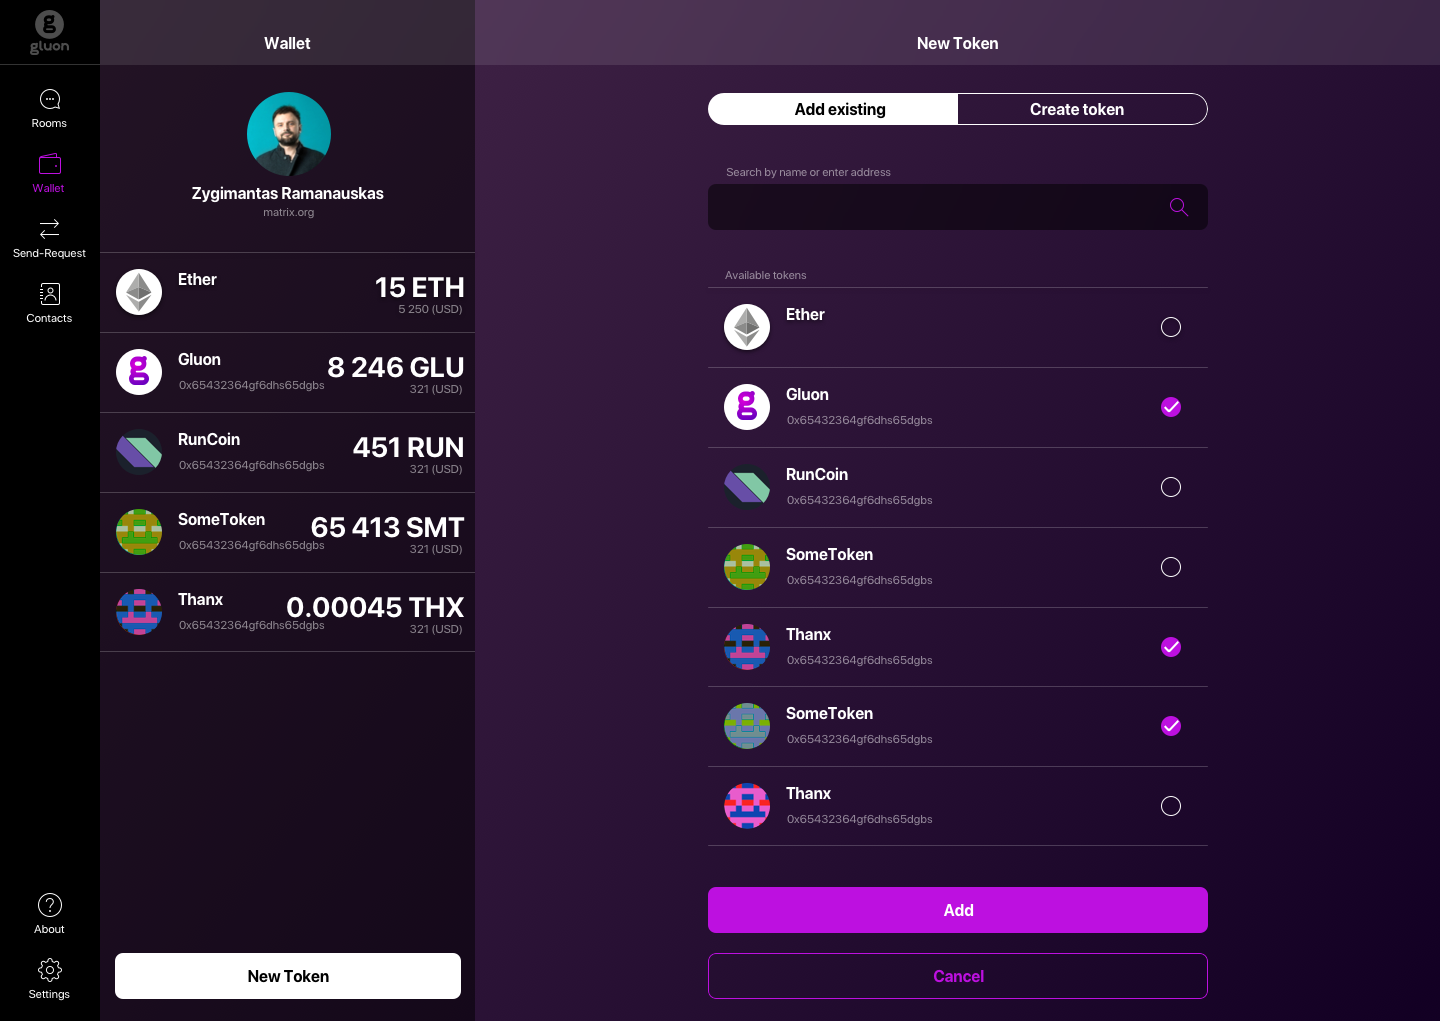 gluon
Rooms
Wallet
Send-Request
Contacts
About
Settings
Wallet
Zygimantas Ramanauskas
matrix.org
Ether
15 ETH
5 250 (USD)
Gluon
8 246 GLU
0x65432364gf6dhs65dgbs
321 (USD)
RunCoin
451 RUN
0x65432364gf6dhs65dgbs
321 (USD)
SomeToken
65 413 SMT
0x65432364gf6dhs65dgbs
321 (USD)
Thanx
0.00045 THX
0x65432364gf6dhs65dgbs
321 (USD)
New Token
New Token
Add existing
Create token
Search by name or enter address
Available tokens
Ether
Gluon
0x65432364gf6dhs65dgbs
RunCoin
0x65432364gf6dhs65dgbs
SomeToken
0x65432364gf6dhs65dgbs
Thanx
0x65432364gf6dhs65dgbs
SomeToken
0x65432364gf6dhs65dgbs
Thanx
0x65432364gf6dhs65dgbs
Add
Cancel